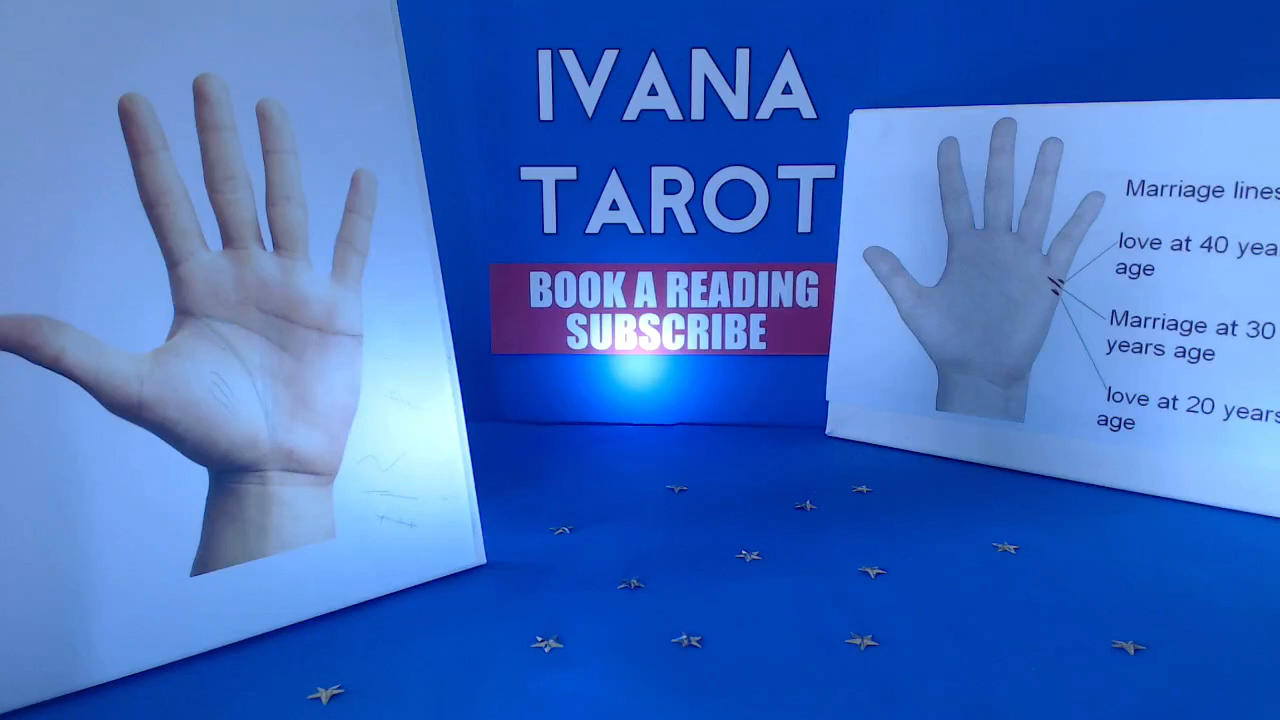 IVANA
TAROT
BOOK A READING
SUBSCRIBE
Marriage lines
love at 40
age
Marriage at 30
years age
love at 20 years
age